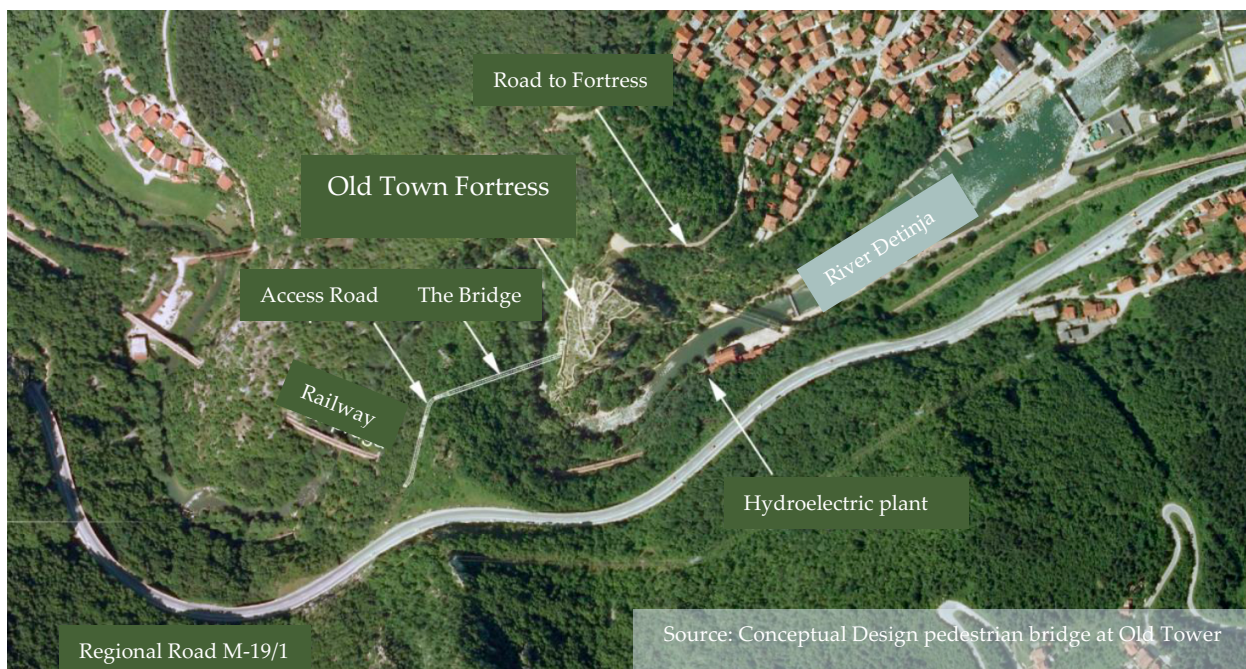 Road to Fortress
Old Town Fortress
River Đetinja
Access Road
The Bridge
Railway
Hydroelectric plant
Source: Conceptual Design pedestrian bridge at Old Tower
Regional Road M-19/1